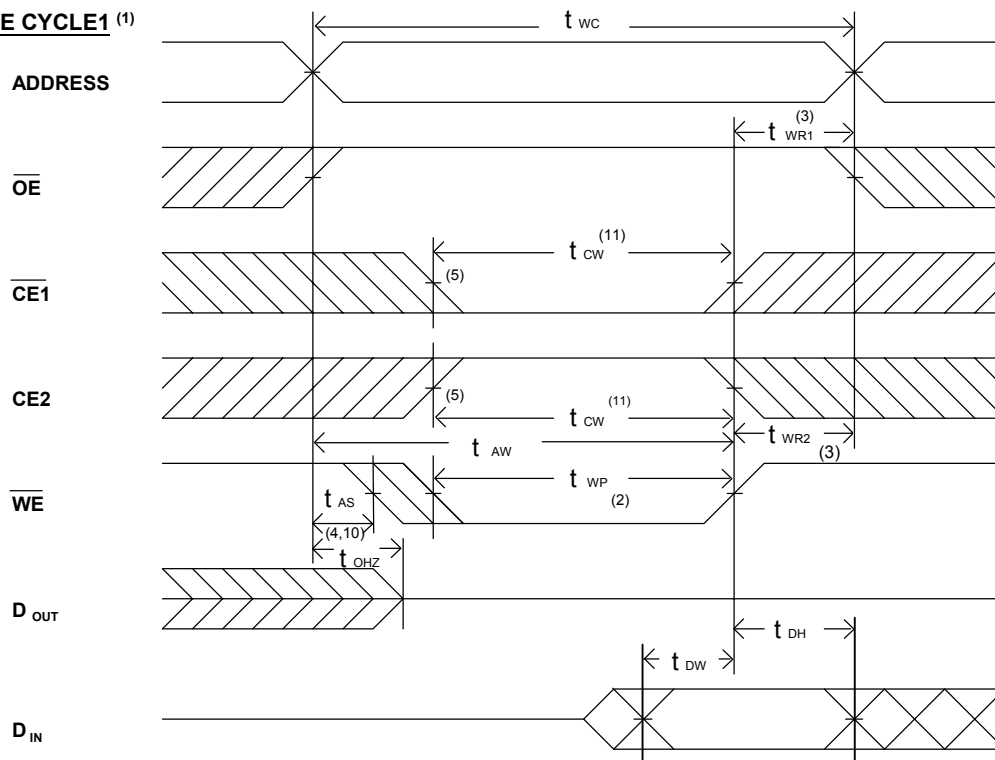 E CYCLE1 (1)
t WC
ADDRESS
t WR1 (3)
OE
t CW (11)
CE1
(5)
CE2
(5)
t CW (11)
t AW
t WR2 (3)
WE
t WP (2)
t AS
(4,10)
t OHZ
D OUT
t DH
t DW
D IN